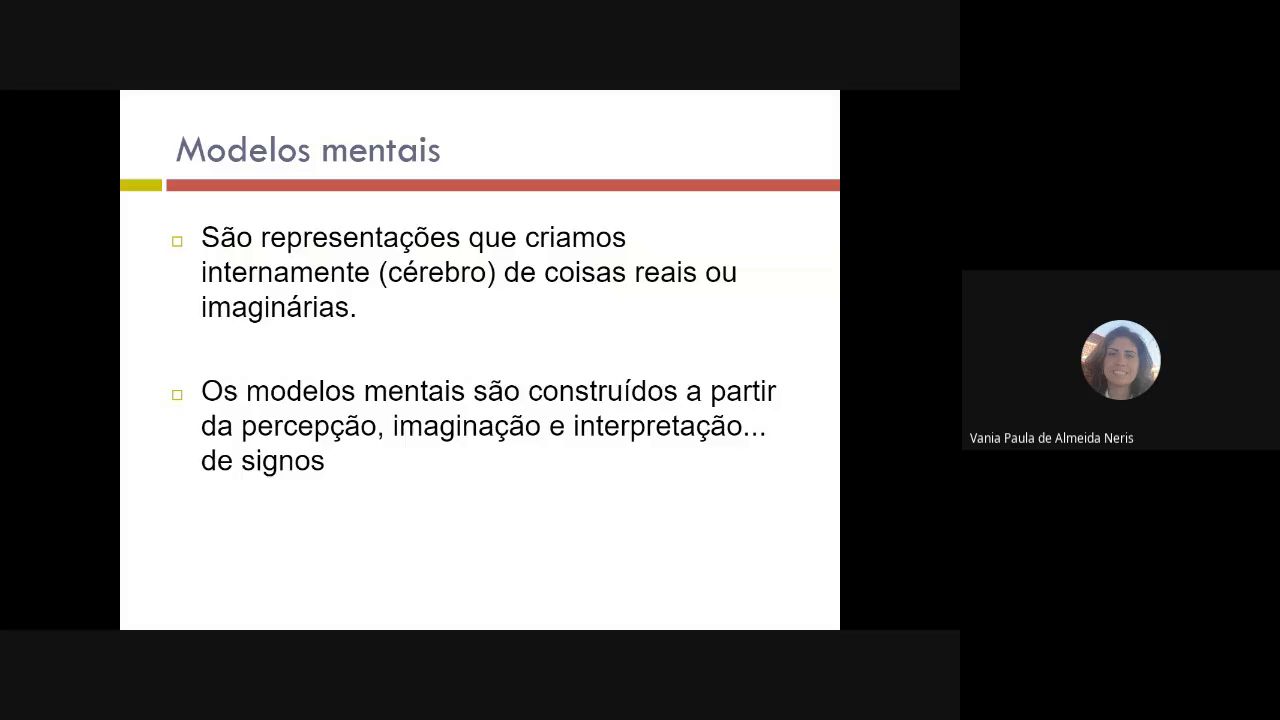 Modelos mentais
São representações que criamos
internamente (cérebro) de coisas reais ou
imaginárias.
Os modelos mentais são construídos a partir
da percepção, imaginação e interpretação...
de signos
Vania Paula de Almeida Neris